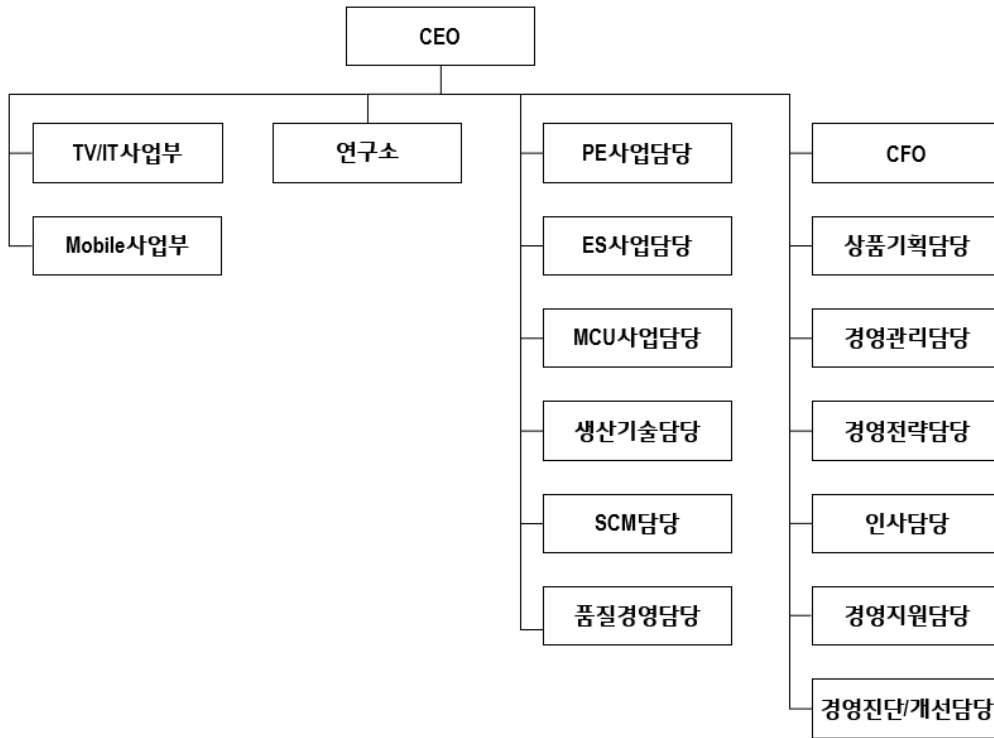 CEO
TV/IT사업부
연구소
PE사업담당
CFO
Mobile사업부
ES사업담당
상품기획담당
MCU사업담당
경영관리담당
생산기술담당
경영전략담당
SCM담당
인사담당
품질경영담당
경영지원담당
경영진단/개선담당